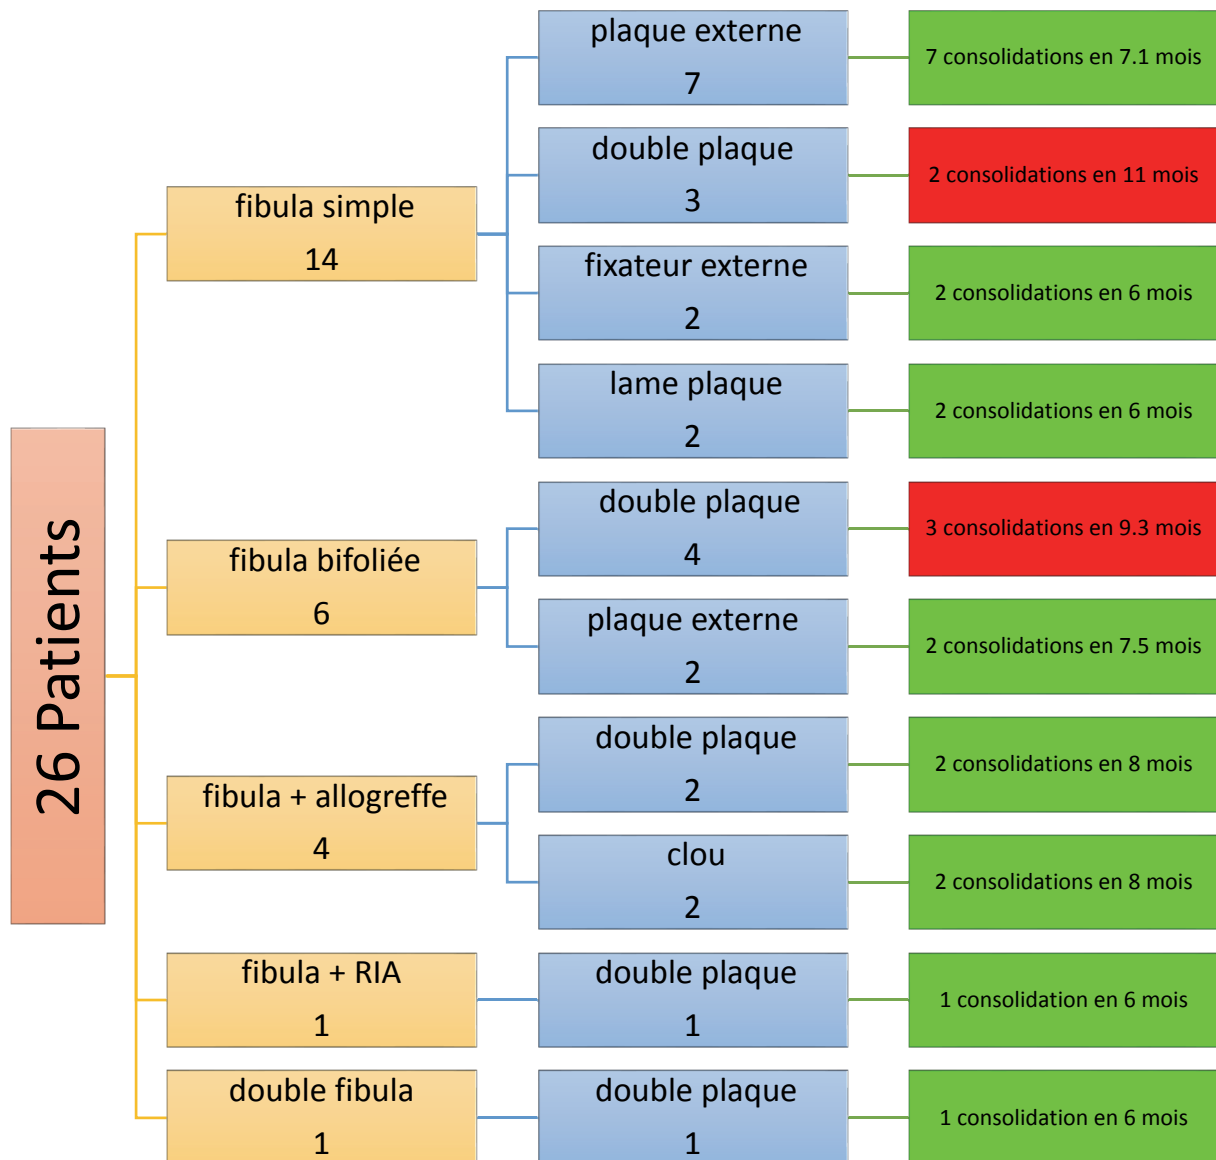 26 Patients
fibula simple
14
plaque externe
7
7 consolidations en 7.1 mois
double plaque
3
2 consolidations en 11 mois
fixateur externe
2
2 consolidations en 6 mois
lame plaque
2
2 consolidations en 6 mois
fibula bifoliée
6
double plaque
4
3 consolidations en 9.3 mois
plaque externe
2
2 consolidations en 7.5 mois
fibula + allogreffe
4
double plaque
2
2 consolidations en 8 mois
clou
2
2 consolidations en 8 mois
fibula + RIA
1
double plaque
1
1 consolidation en 6 mois
double fibula
1
double plaque
1
1 consolidation en 6 mois